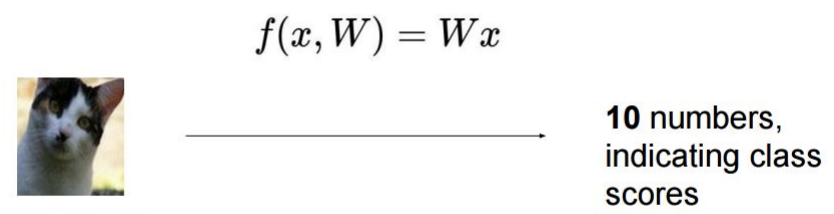 f(x, W) = Wx
10 numbers,
indicating class
scores